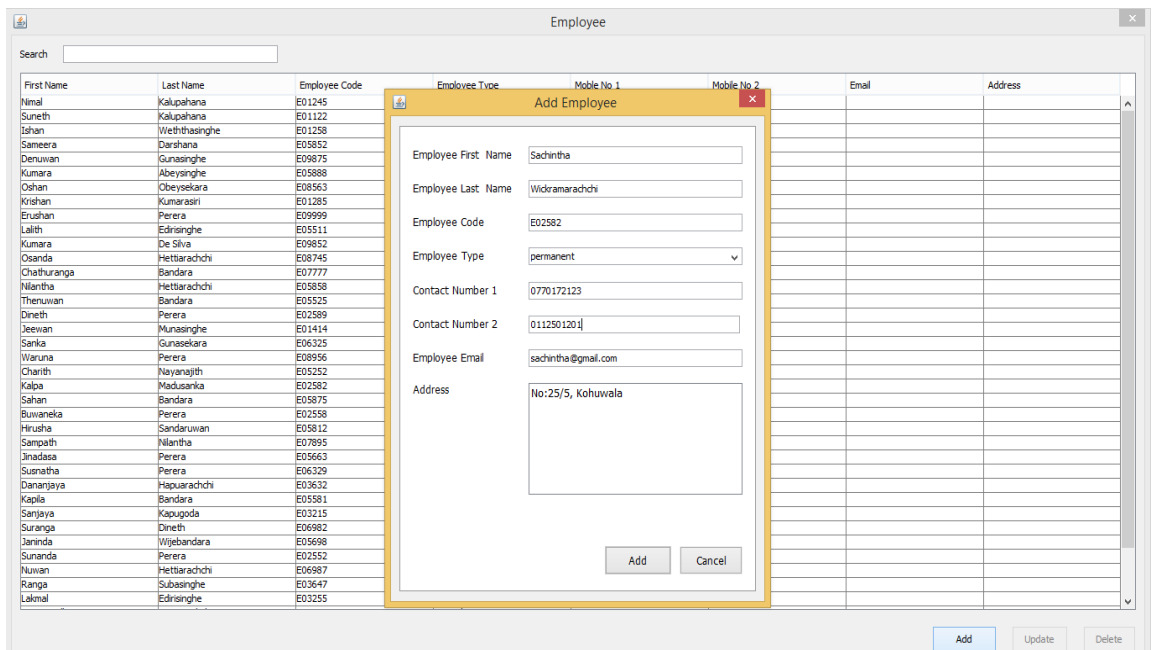 Employee
Search
First Name Last Name Employee Code Employee Type Moble No 1 Mobile No 2 Email Address
Nimal Kalupahana E01245
Suneth Kalupahana E01122
Ishan Weththasinghe E01258
Sameera Darshana E05852
Denuwan Gunasinghe E09875
Kumara Abeysinghe E05888
Oshan Obeysekara E08563
Krishan Kumarasiri E01285
Erushan Perera E09999
Lalith Edirisinghe E05511
Kumara De Silva E09852
Osanda Hettiarachchi E08745
Chathuranga Bandara E07777
Nilantha Hettiarachchi E05858
Thenuwan Bandara E05525
Dineth Perera E02589
Jeewan Munasinghe E01414
Sanka Gunasekara E06325
Waruna Perera E08956
Charith Nayanajith E05252
Kalpa Madusanka E02582
Sahan Bandara E05875
Buwaneka Perera E02558
Hirusha Sandaruwan E05812
Sampath Nilantha E07895
Jinadasa Perera E05663
Susnatha Perera E06329
Dananjaya Hapuarachchi E03632
Kapila Bandara E05581
Sanjaya Kapugoda E03215
Suranga Dineth E06982
Janinda Wijebandara E05698
Sunanda Perera E02552
Nuwan Hettiarachchi E06987
Ranga Subasinghe E03647
Lakmal Edirisinghe E03255
Add Employee
Employee First Name Sachintha
Employee Last Name Wickramarachchi
Employee Code E02582
Employee Type permanent
Contact Number 1 0770172123
Contact Number 2 0112501201
Employee Email sachintha@gmail.com
Address No:25/5, Kohuwala
Add Cancel
Add Update Delete